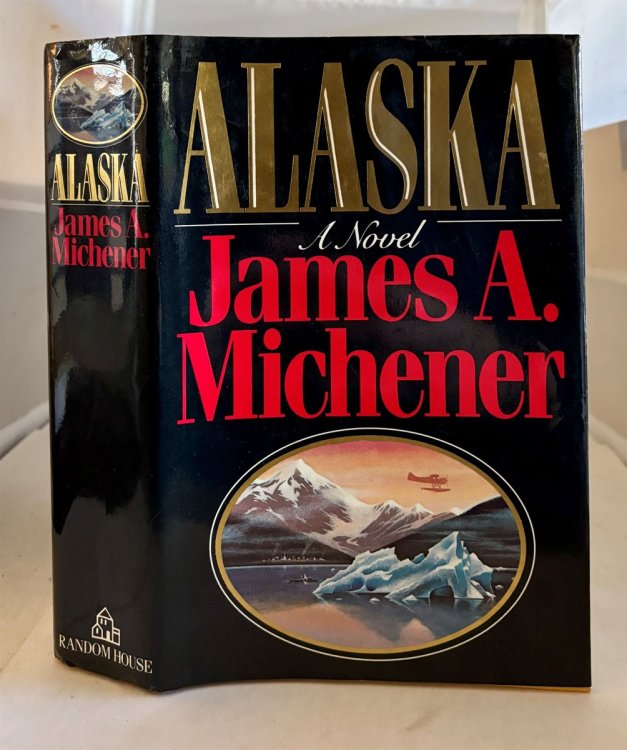 ALASKA
James A.
Michener
RANDOM HOUSE
ALASKA
A Novel
James A.
Michener